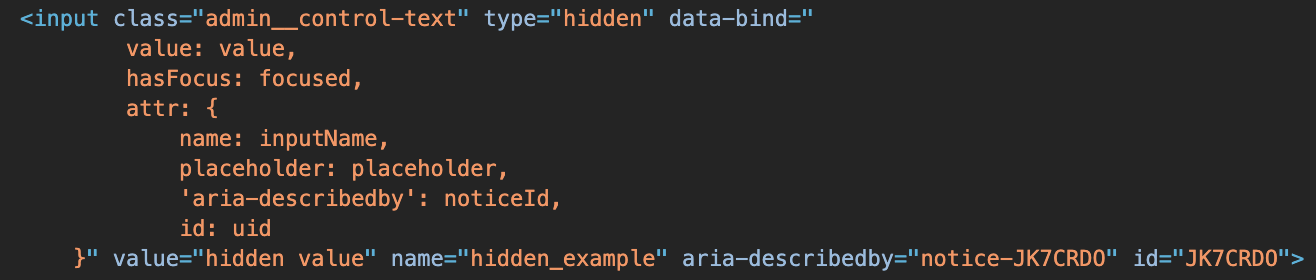 <input class="admin__control-text" type="hidden" data-bind="
value: value,
hasFocus: focused,
attr: {
name: inputName,
placeholder: placeholder,
'aria-describedby': noticeId,
id: uid
}" value="hidden value" name="hidden_example" aria-describedby="notice-JK7CRDO" id="JK7CRDO">